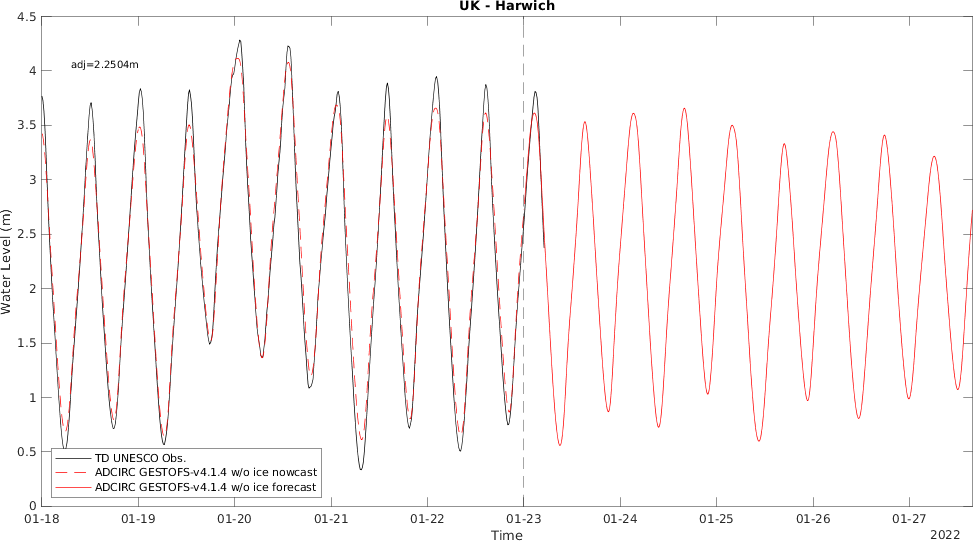 UK - Harwich
adj=2.2504m
Water Level (m)
4.5
4
3.5
3
2.5
2
1.5
1
0.5
0
TD UNESCO Obs.
ADCIRC GESTOFS-v4.1.4 w/o ice nowcast
ADCIRC GESTOFS-v4.1.4 w/o ice forecast
01-18 01-19 01-20 01-21 01-22 01-23 01-24 01-25 01-26 01-27
Time
2022